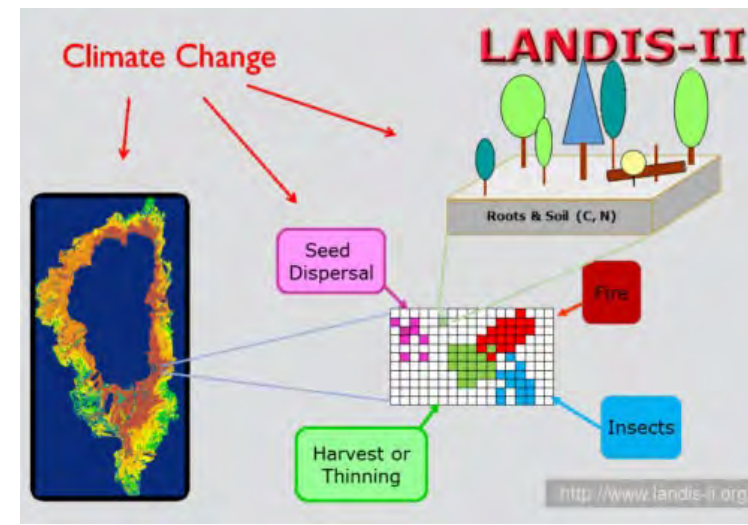 Climate Change
LANDIS-II
Roots & Soil (C, N)
Seed
Dispersal
Fire
Insects
Harvest or
Thinning
http://www.landis-ii.org